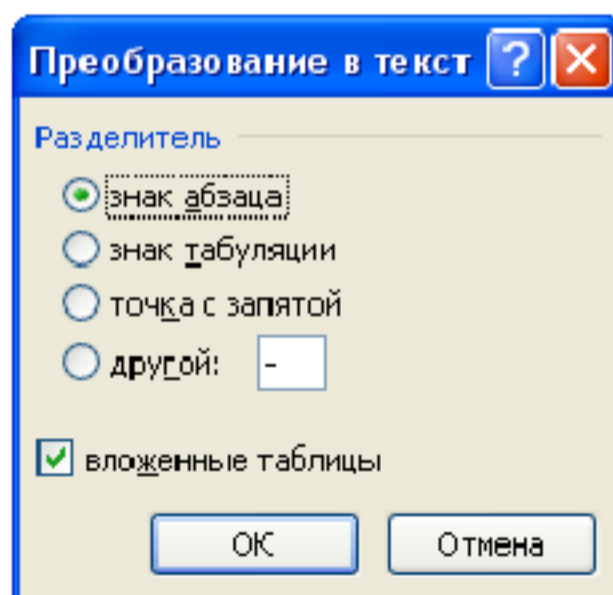 Преобразование в текст ?
Разделитель
знак абзаца
знак табуляции
точка с запятой
другой: -
вложенные таблицы
ОК Отмена